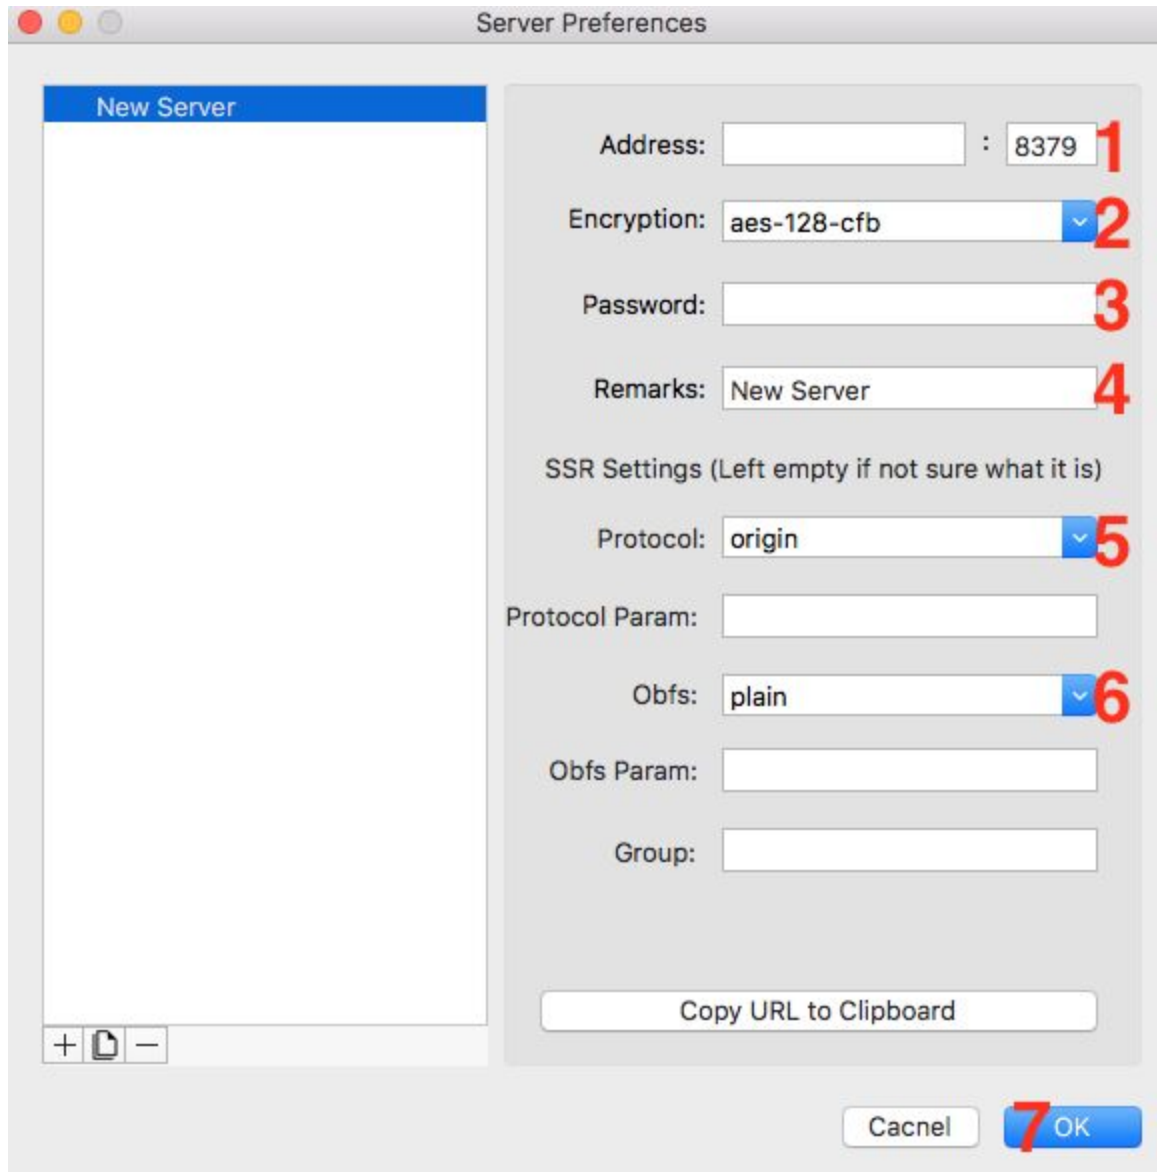 Server Preferences
New Server
Address: : 8379 1
Encryption: aes-128-cfb 2
Password: 3
Remarks: New Server 4
SSR Settings (Left empty if not sure what it is)
Protocol: origin 5
Protocol Param:
Obfs: plain 6
Obfs Param:
Group:
Copy URL to Clipboard
Cacnel 7 OK